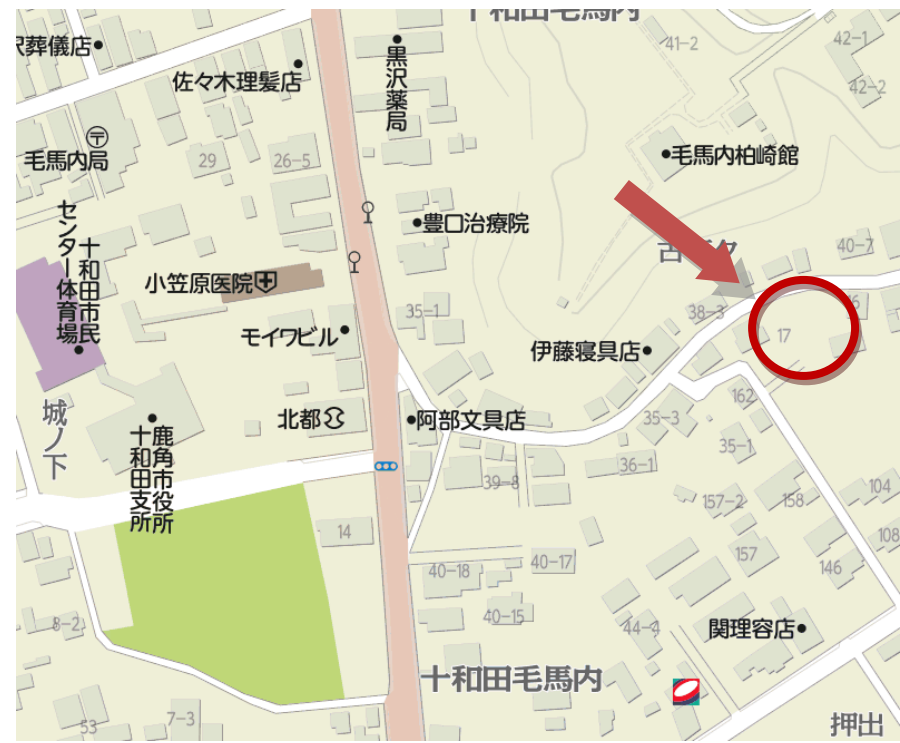 十和田毛馬内
41-2
42-1
沢葬儀店
佐々木理髪店
黒沢薬局
42-2
毛馬内局
29
26-5
毛馬内柏崎館
センター体育場
十和田市民
豊口治療院
40-7
小笠原医院
35-1
38-3
モイワビル
17
伊藤寝具店
162
城ノ下
北都
阿部文具店
35-3
鹿角市役所
十和田支所
35-1
36-1
39-8
104
157-2
158
14
108
40-18
40-17
157
146
40-15
8-2
44-4
関理容店
十和田毛馬内
7-3
53
押出